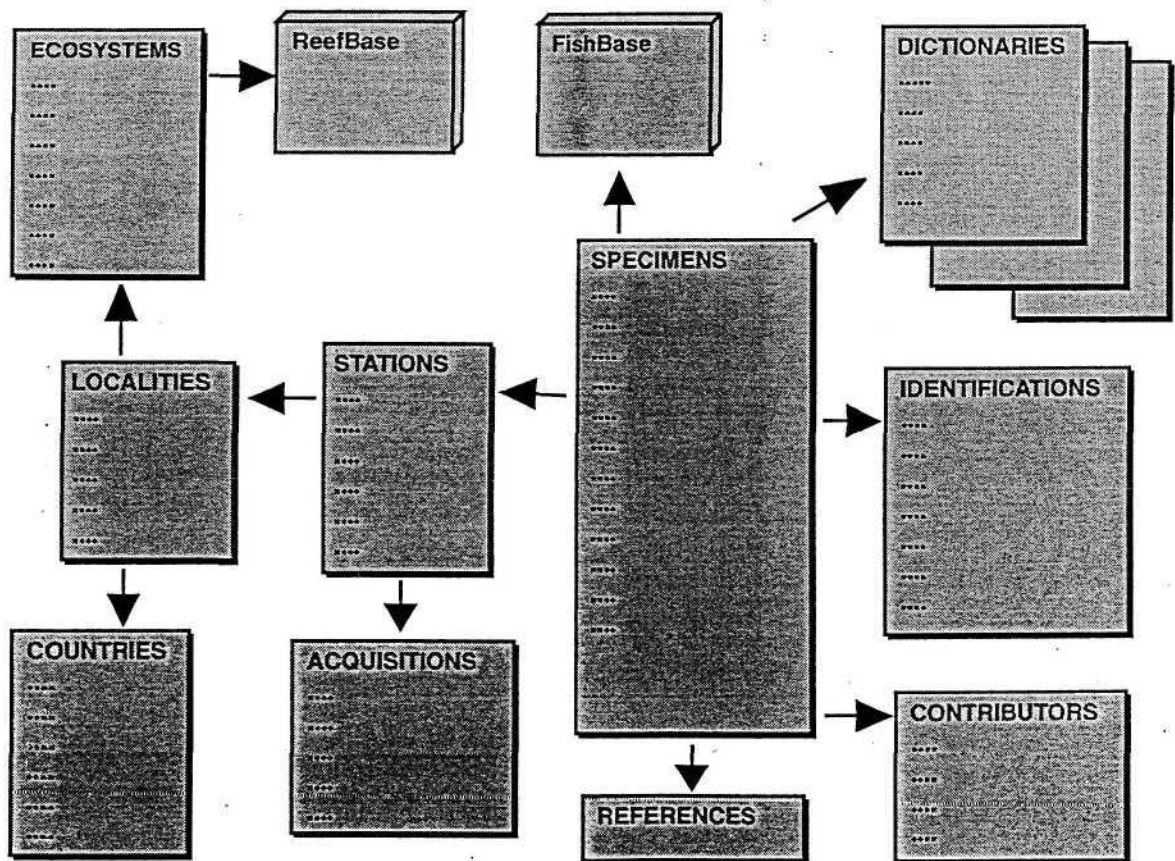 ECOSYSTEMS
ReefBase
FishBase
DICTIONARIES
SPECIMENS
LOCALITIES
STATIONS
IDENTIFICATIONS
COUNTRIES
ACQUISITIONS
CONTRIBUTORS
REFERENCES